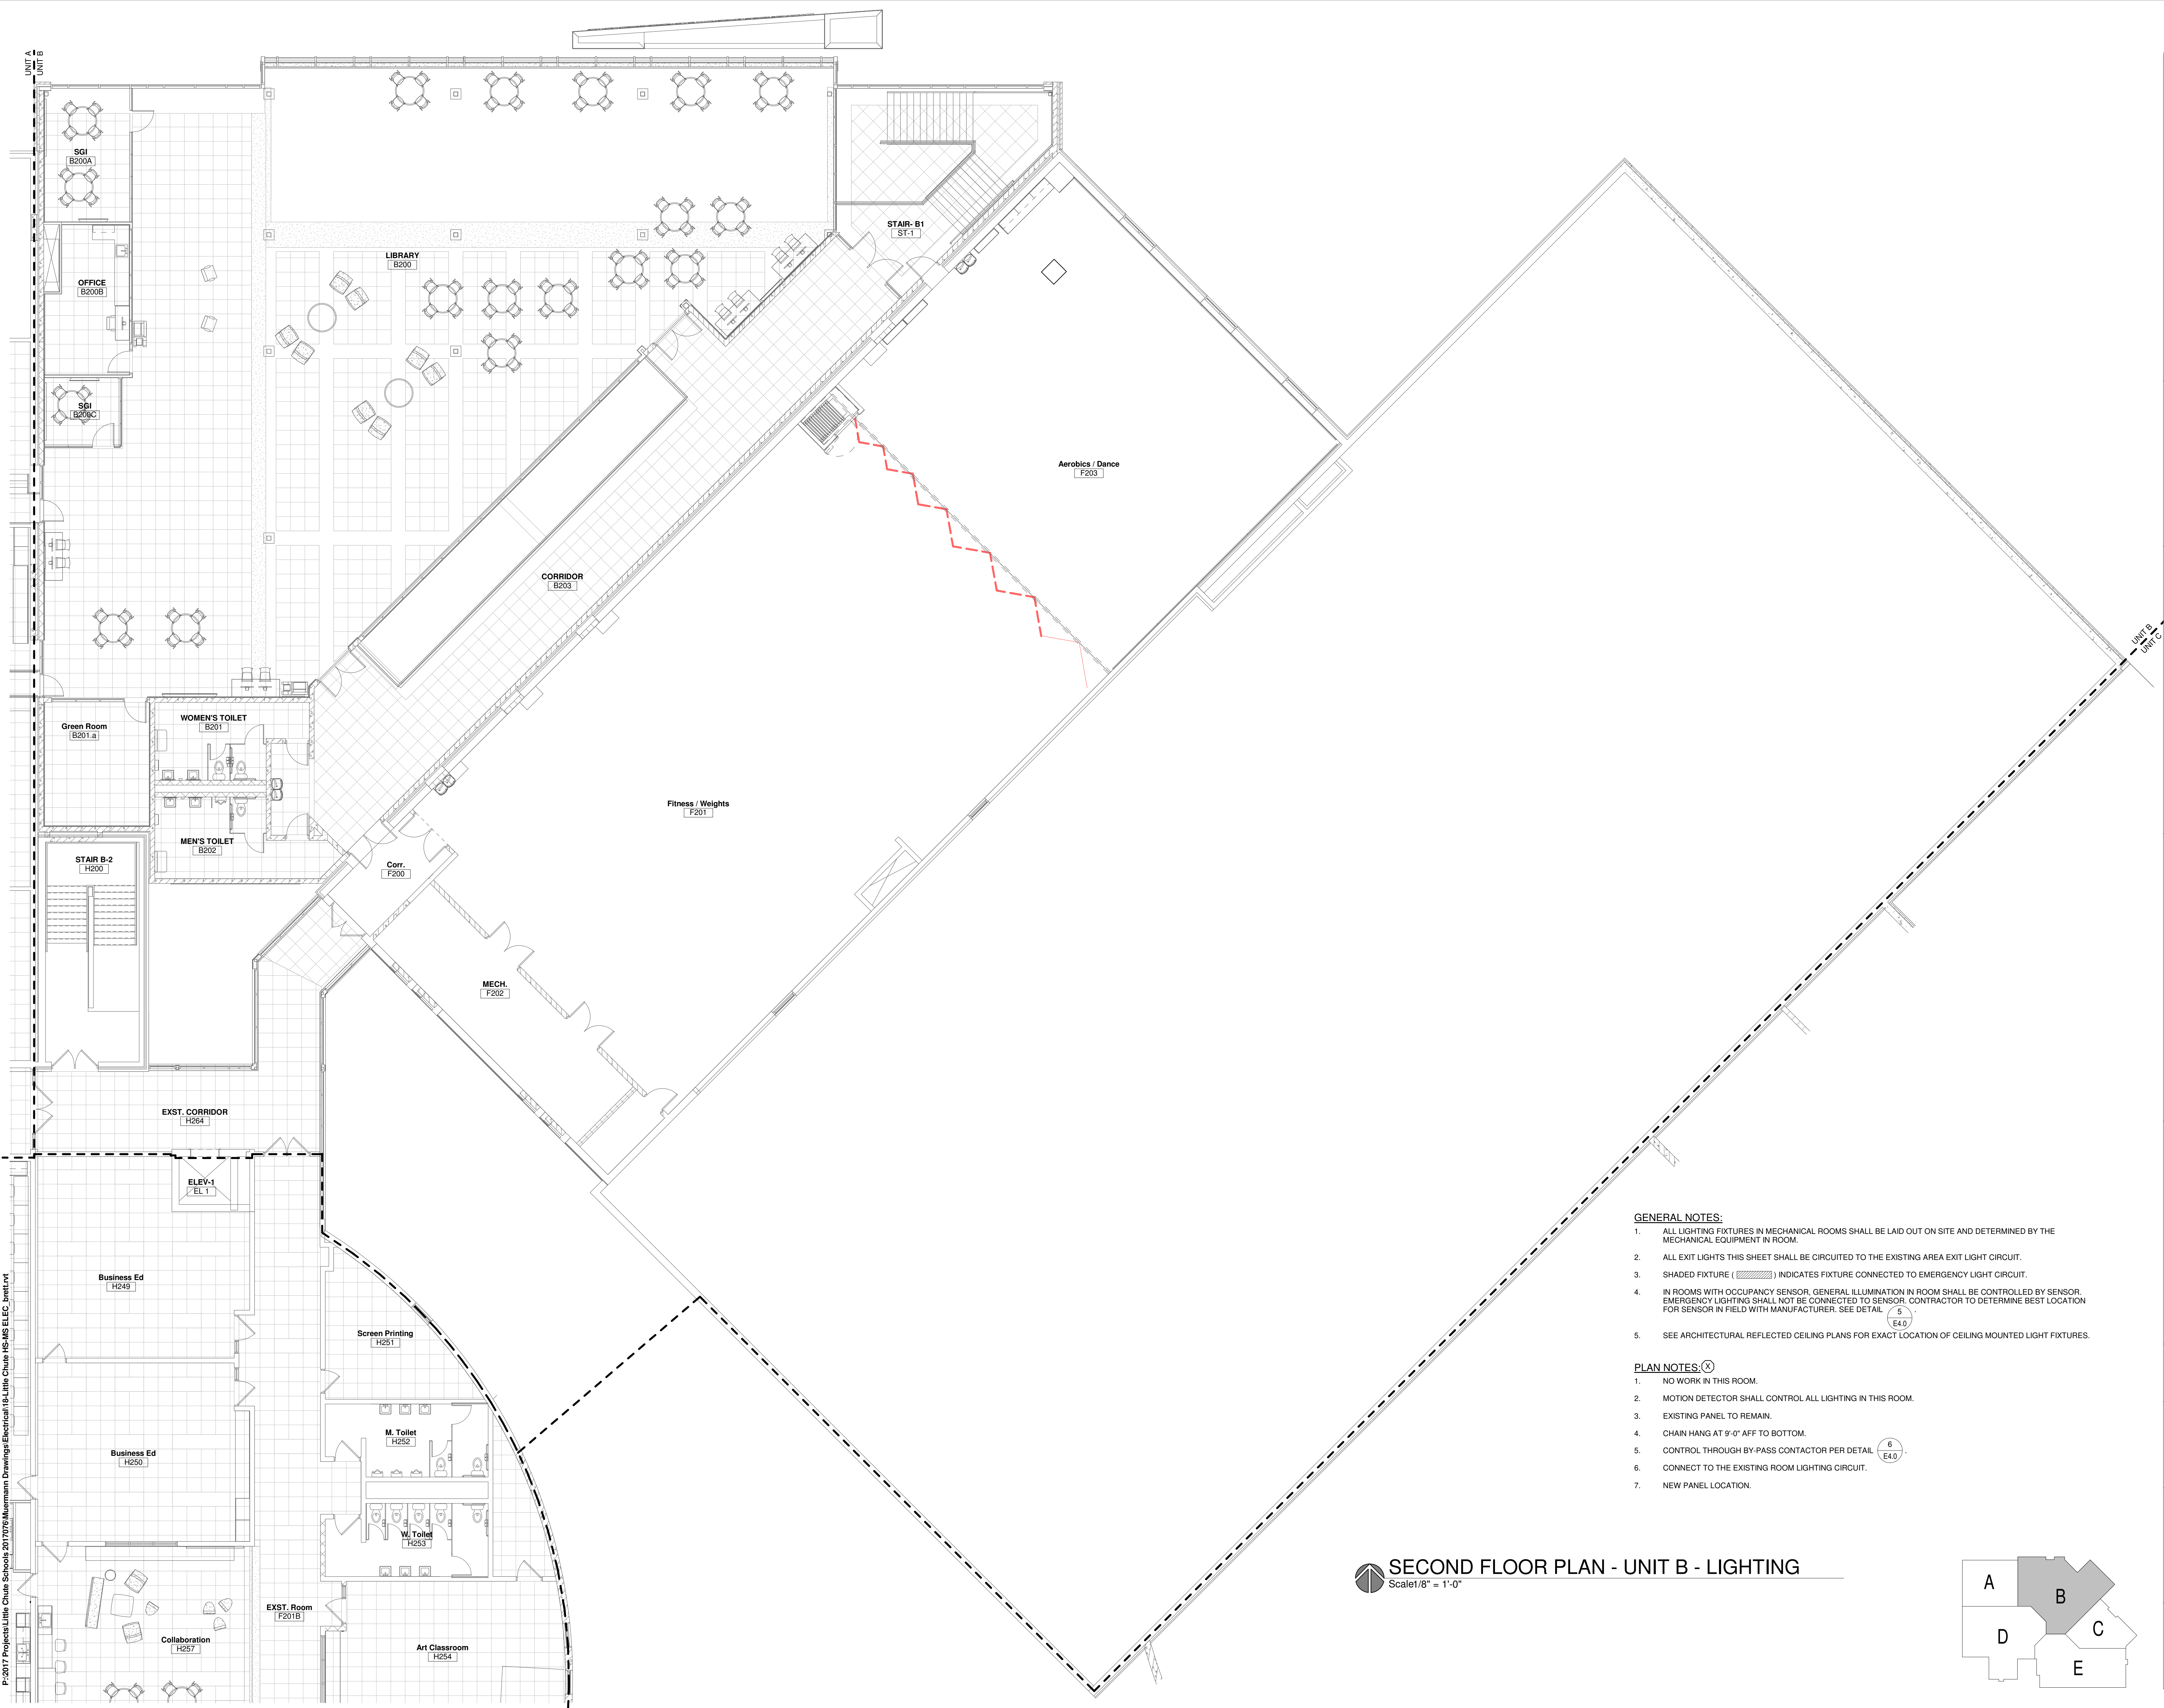 UNIT A
UNIT B
SGI
B200A
OFFICE
B200B
SGI
B200C
LIBRARY
B200
STAIR- B1
ST-1
Aerobics / Dance
F203
CORRIDOR
B203
UNIT B
UNIT C
Green Room
B201.a
WOMEN'S TOILET
B201
MEN'S TOILET
B202
Fitness / Weights
F201
STAIR B-2
H200
Corr.
F200
MECH.
F202
EXST. CORRIDOR
H264
ELEV-1
EL 1
Business Ed
H249
Screen Printing
H251
M. Toilet
H252
Business Ed
H250
W. Toilet
H253
EXST. Room
F201B
Collaboration
H257
Art Classroom
H254
P:\2017 Projects\Little Chute Schools 2017076\Muermann Drawings\Electrical\18-Little Chute HS-MS ELEC_brett.rvt
GENERAL NOTES:
1. ALL LIGHTING FIXTURES IN MECHANICAL ROOMS SHALL BE LAID OUT ON SITE AND DETERMINED BY THE
MECHANICAL EQUIPMENT IN ROOM.
2. ALL EXIT LIGHTS THIS SHEET SHALL BE CIRCUITED TO THE EXISTING AREA EXIT LIGHT CIRCUIT.
3. SHADED FIXTURE ( ) INDICATES FIXTURE CONNECTED TO EMERGENCY LIGHT CIRCUIT.
4. IN ROOMS WITH OCCUPANCY SENSOR, GENERAL ILLUMINATION IN ROOM SHALL BE CONTROLLED BY SENSOR.
EMERGENCY LIGHTING SHALL NOT BE CONNECTED TO SENSOR. CONTRACTOR TO DETERMINE BEST LOCATION
FOR SENSOR IN FIELD WITH MANUFACTURER. SEE DETAIL 5 E4.0 .
5. SEE ARCHITECTURAL REFLECTED CEILING PLANS FOR EXACT LOCATION OF CEILING MOUNTED LIGHT FIXTURES.
PLAN NOTES: X
1. NO WORK IN THIS ROOM.
2. MOTION DETECTOR SHALL CONTROL ALL LIGHTING IN THIS ROOM.
3. EXISTING PANEL TO REMAIN.
4. CHAIN HANG AT 9'-0" AFF TO BOTTOM.
5. CONTROL THROUGH BY-PASS CONTACTOR PER DETAIL 6 E4.0 .
6. CONNECT TO THE EXISTING ROOM LIGHTING CIRCUIT.
7. NEW PANEL LOCATION.
SECOND FLOOR PLAN - UNIT B - LIGHTING
Scale1/8" = 1'-0"
A
B
C
D
E